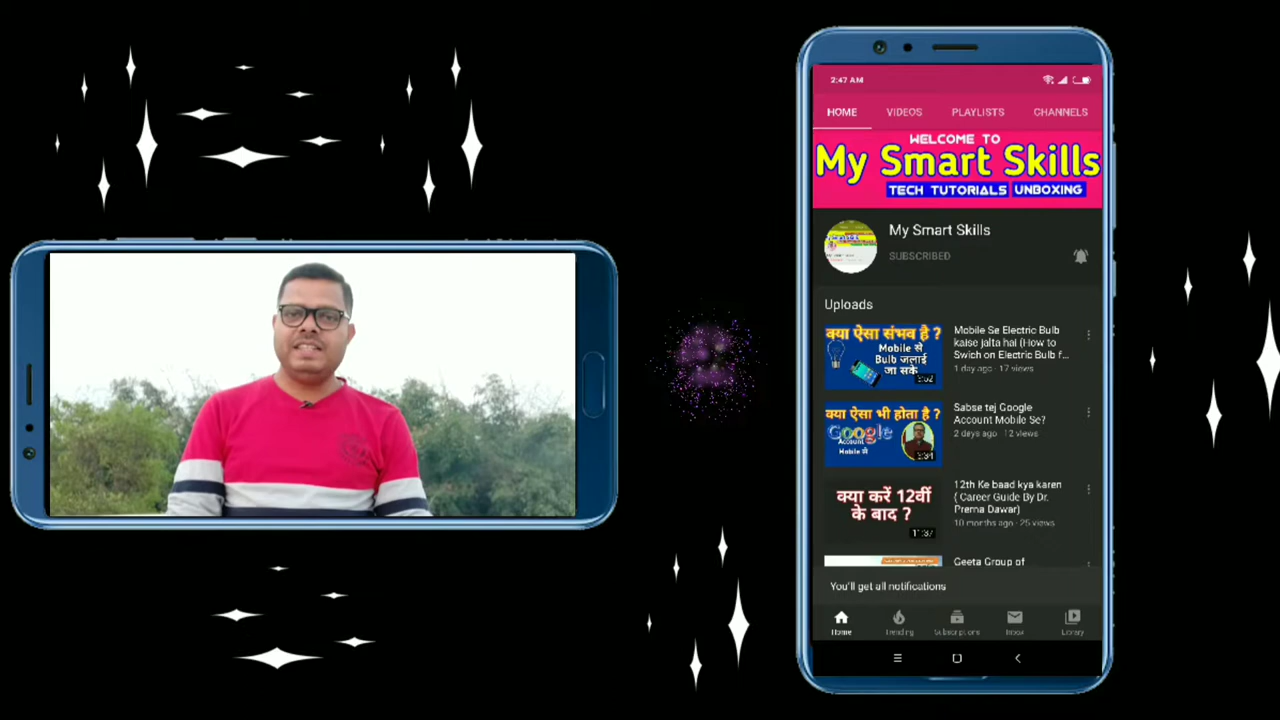 2:47 AM
HOME VIDEOS PLAYLISTS CHANNELS
WELCOME TO
My Smart Skills
TECH TUTORIALS UNBOXING
My Smart Skills
SUBSCRIBED
Uploads
क्या ऐसा संभव है ?
Mobile से
Bulb जलाई
जा सके
Mobile Se Electric Bulb
kaise jalta hai (How to
Swich on Electric Bulb f...
1 day ago · 17 views
क्या ऐसा भी होता है ?
Google
Account
Mobile से
Sabse tej Google
Account Mobile Se?
2 days ago · 12 views
क्या करें 12वीं
के बाद ?
11:37
12th Ke baad kya karen
( Career Guide By Dr.
Prerna Dawar)
10 months ago · 25 views
Geeta Group of
You'll get all notifications
Home Trending Subscriptions Inbox Library